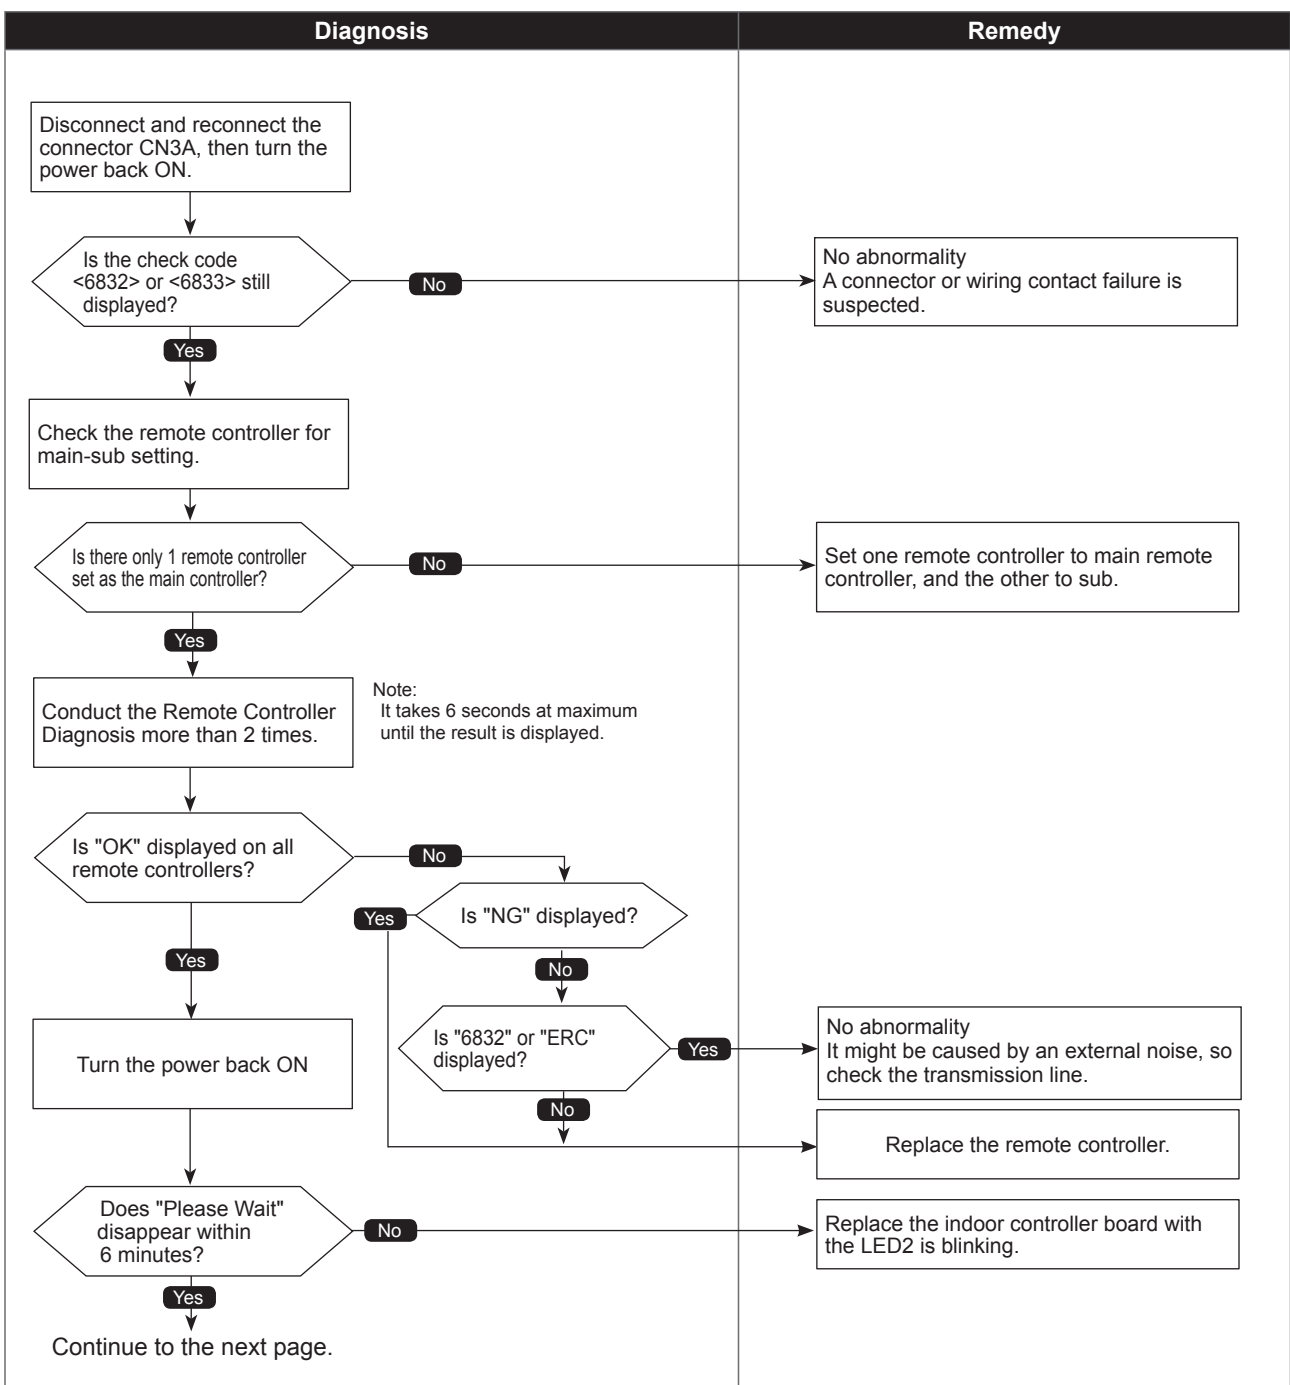 Diagnosis
Remedy
Disconnect and reconnect the
connector CN3A, then turn the
power back ON.
Is the check code
<6832> or <6833> still
displayed?
No
No abnormality
A connector or wiring contact failure is
suspected.
Yes
Check the remote controller for
main-sub setting.
Is there only 1 remote controller
set as the main controller?
No
Set one remote controller to main remote
controller, and the other to sub.
Yes
Conduct the Remote Controller
Diagnosis more than 2 times.
Note:
It takes 6 seconds at maximum
until the result is displayed.
Is "OK" displayed on all
remote controllers?
No
Is "NG" displayed?
Yes
No
Yes
Is "6832" or "ERC"
displayed?
Yes
No abnormality
It might be caused by an external noise, so
check the transmission line.
No
Replace the remote controller.
Turn the power back ON
Does "Please Wait"
disappear within
6 minutes?
No
Replace the indoor controller board with
the LED2 is blinking.
Yes
Continue to the next page.